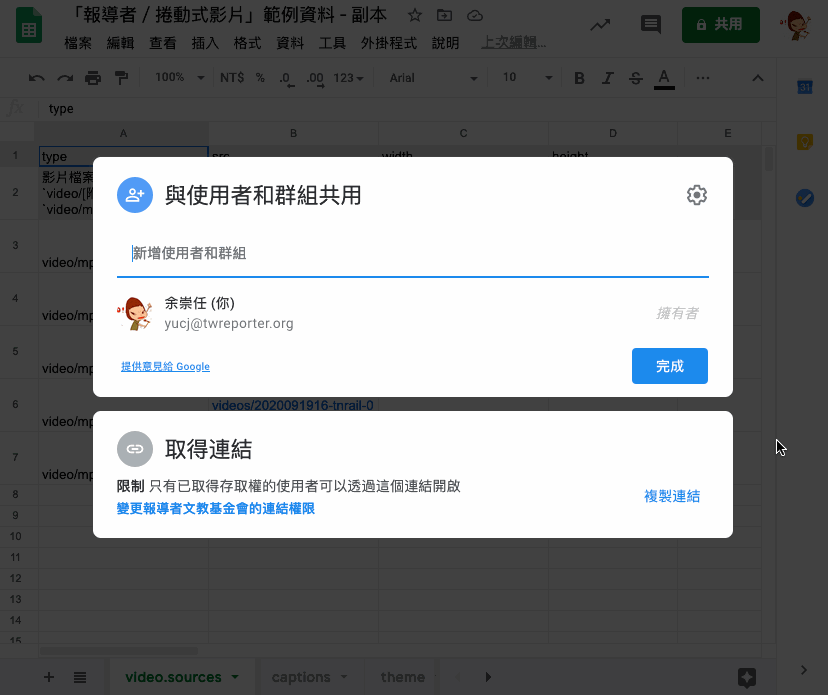 「報導者 / 捲動式影片」範例資料 - 副本
檔案 編輯 查看 插入 格式 資料 工具 外掛程式 說明 上次編輯...
共用
100% NT$ % .0 .00 123 Arial 10 B I S A ...
31
fx type
A B C D E
1 type src width height
2 影片檔案
`video/[附
`video/m
3 video/mp
4 video/mp
5 video/mp
6 video/mp videos/2020091916-tnrail-0
7 video/mp
8
9
10
11
12
13
14
15
與使用者和群組共用
新增使用者和群組
余崇任 (你)
yucj@twreporter.org
擁有者
提供意見給 Google
完成
取得連結
限制 只有已取得存取權的使用者可以透過這個連結開啟
變更報導者文教基金會的連結權限
複製連結
video.sources captions theme